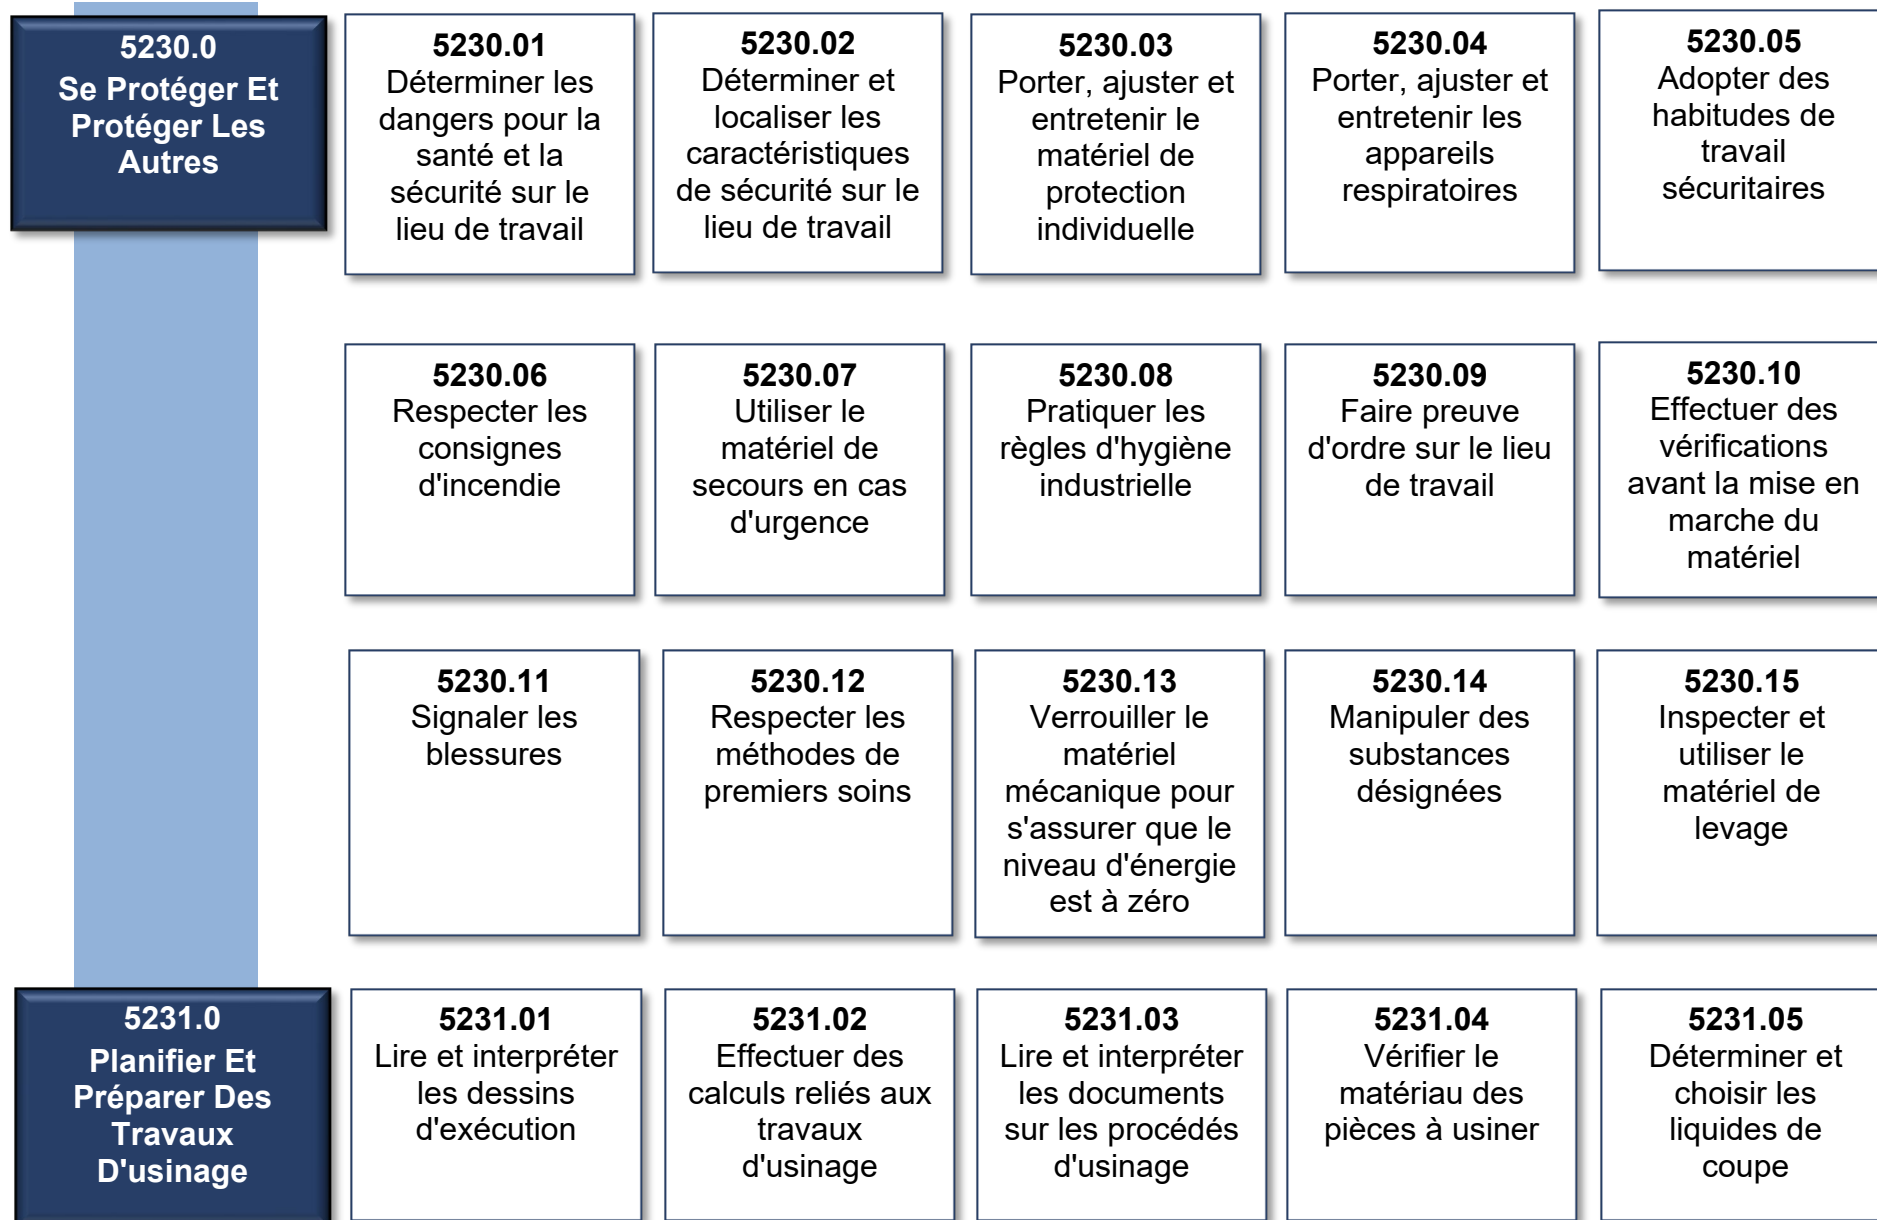 5230.0
Se Protéger Et
Protéger Les
Autres
5230.01
Déterminer les
dangers pour la
santé et la
sécurité sur le
lieu de travail
5230.02
Déterminer et
localiser les
caractéristiques
de sécurité sur le
lieu de travail
5230.03
Porter, ajuster et
entretenir le
matériel de
protection
individuelle
5230.04
Porter, ajuster et
entretenir les
appareils
respiratoires
5230.05
Adopter des
habitudes de
travail
sécuritaires
5230.06
Respecter les
consignes
d'incendie
5230.07
Utiliser le
matériel de
secours en cas
d'urgence
5230.08
Pratiquer les
règles d'hygiène
industrielle
5230.09
Faire preuve
d'ordre sur le lieu
de travail
5230.10
Effectuer des
vérifications
avant la mise en
marche du
matériel
5230.11
Signaler les
blessures
5230.12
Respecter les
méthodes de
premiers soins
5230.13
Verrouiller le
matériel
mécanique pour
s'assurer que le
niveau d'énergie
est à zéro
5230.14
Manipuler des
substances
désignées
5230.15
Inspecter et
utiliser le
matériel de
levage
5231.0
Planifier Et
Préparer Des
Travaux
D'usinage
5231.01
Lire et interpréter
les dessins
d'exécution
5231.02
Effectuer des
calculs reliés aux
travaux
d'usinage
5231.03
Lire et interpréter
les documents
sur les procédés
d'usinage
5231.04
Vérifier le
matériau des
pièces à usiner
5231.05
Déterminer et
choisir les
liquides de
coupe